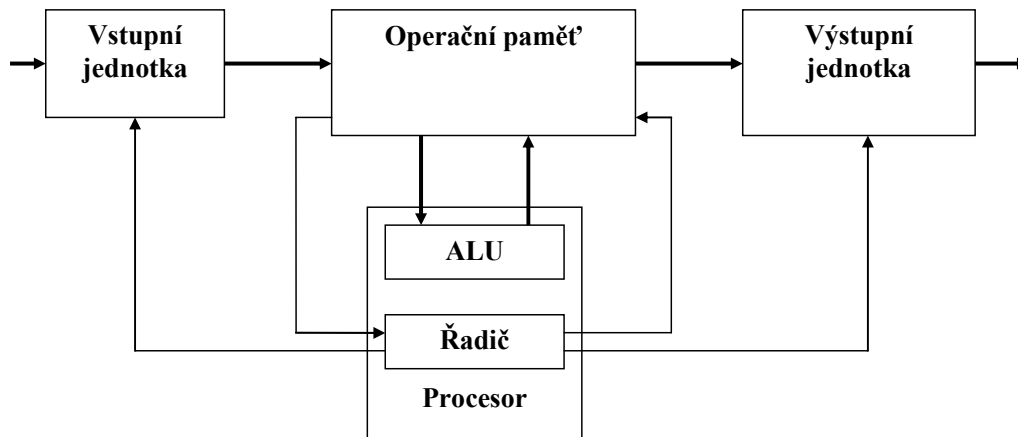 Vstupní
jednotka
Operační paměť
Výstupní
jednotka
ALU
Řadič
Procesor